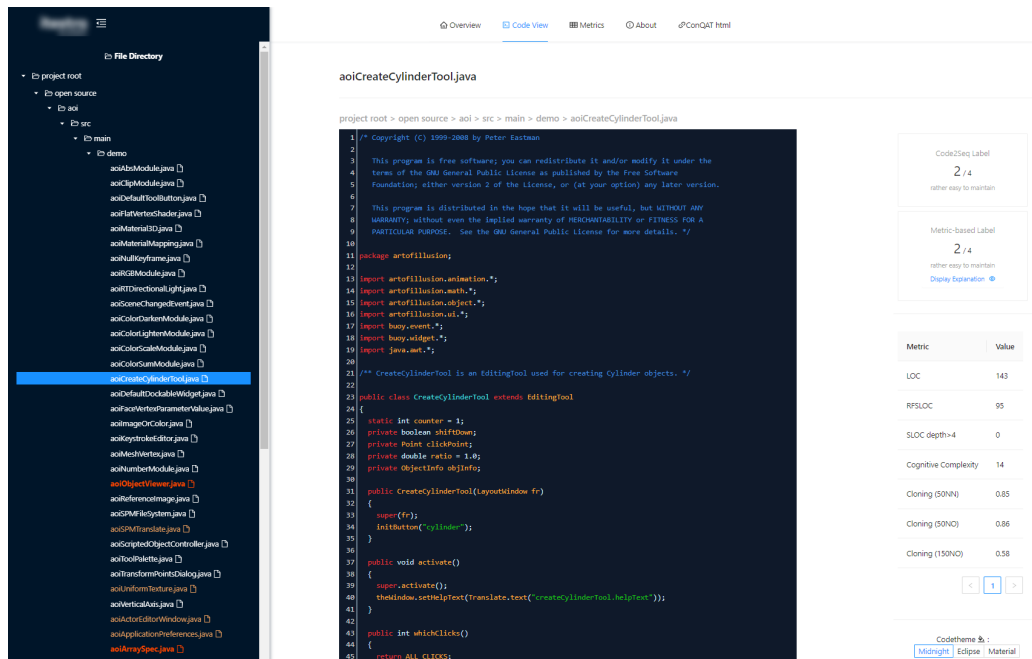 Overview
Code View
Metrics
About
ConQAT html
File Directory
project root
open source
aoi
src
main
demo
aoiAbsModule.java
aoiClipModule.java
aoiDefaultToolButton.java
aoiFlatVertexShader.java
aoiMaterial3D.java
aoiMaterialMapping.java
aoiNullKeyframe.java
aoiRGBModule.java
aoiRTDirectionalLight.java
aoiSceneChangedEvent.java
aoiColorDarkenModule.java
aoiColorLightenModule.java
aoiColorScaleModule.java
aoiColorSumModule.java
aoiCreateCylinderTool.java
aoiDefaultDockableWidget.java
aoiFaceVertexParameterValue.java
aoiImageOrColor.java
aoiKeystrokeEditor.java
aoiMeshVertex.java
aoiNumberModule.java
aoiObjectViewer.java
aoiReferenceImage.java
aoiSPMFileSystem.java
aoiSPMTranslate.java
aoiScriptedObjectController.java
aoiToolPalette.java
aoiTransformPointsDialog.java
aoiUniformTexture.java
aoiVerticalAxis.java
aoiActorEditorWindow.java
aoiApplicationPreferences.java
aoiArraySpec.java
aoiCreateCylinderTool.java
project root > open source > aoi > src > main > demo > aoiCreateCylinderTool.java
1 /* Copyright (C) 1999-2008 by Peter Eastman
2
3 This program is free software; you can redistribute it and/or modify it under the
4 terms of the GNU General Public License as published by the Free Software
5 Foundation; either version 2 of the License, or (at your option) any later version.
6
7 This program is distributed in the hope that it will be useful, but WITHOUT ANY
8 WARRANTY; without even the implied warranty of MERCHANTABILITY or FITNESS FOR A
9 PARTICULAR PURPOSE.  See the GNU General Public License for more details. */
10
11 package artofillusion;
12
13 import artofillusion.animation.*;
14 import artofillusion.math.*;
15 import artofillusion.object.*;
16 import artofillusion.ui.*;
17 import buoy.event.*;
18 import buoy.widget.*;
19 import java.awt.*;
20
21 /** CreateCylinderTool is an EditingTool used for creating Cylinder objects. */
22
23 public class CreateCylinderTool extends EditingTool
24 {
25 static int counter = 1;
26 private boolean shiftDown;
27 private Point clickPoint;
28 private double ratio = 1.0;
29 private ObjectInfo objInfo;
30
31 public CreateCylinderTool(LayoutWindow fr)
32 {
33 super(fr);
34 initButton("cylinder");
35 }
36
37 public void activate()
38 {
39 super.activate();
40 theWindow.setHelpText(Translate.text("createCylinderTool.helpText"));
41 }
42
43 public int whichClicks()
44 {
45 return ALL_CLICKS;
Code2Seq Label
2 / 4
rather easy to maintain
Metric-based Label
2 / 4
rather easy to maintain
Display Explanation
Metric Value
LOC 143
RFSLOC 95
SLOC depth>4 0
Cognitive Complexity 14
Cloning (50NN) 0.85
Cloning (50NO) 0.86
Cloning (150NO) 0.58
< 1 >
Codetheme :
Midnight Eclipse Material